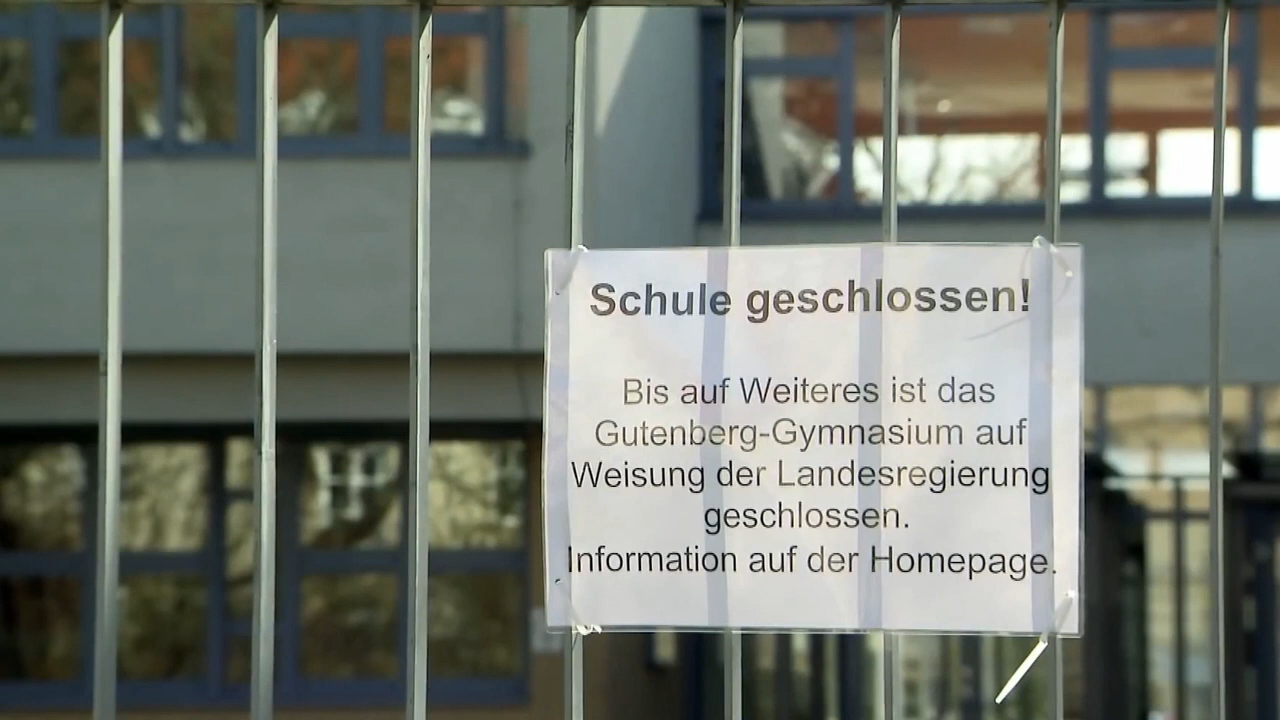 Schule geschlossen!
Bis auf Weiteres ist das
Gutenberg-Gymnasium auf
Weisung der Landesregierung
geschlossen.
Information auf der Homepage.